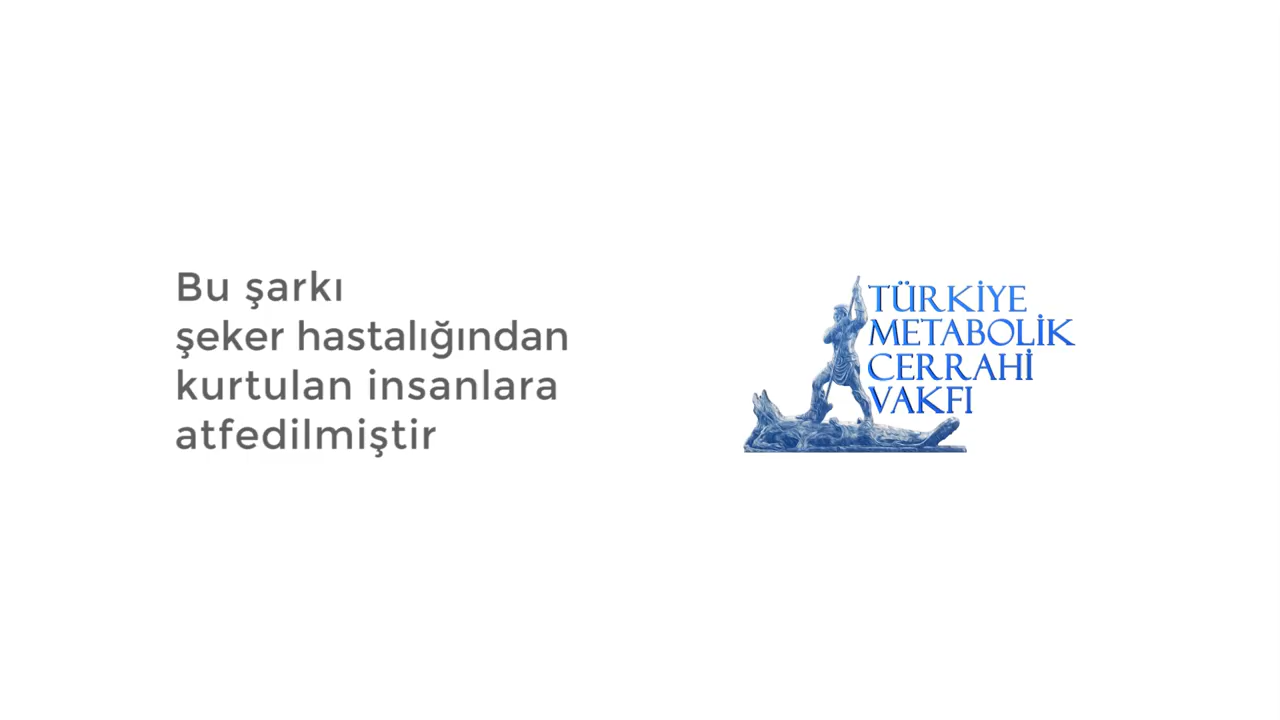 Bu şarkı
şeker hastalığından
kurtulan insanlara
atfedilmiştir
TÜRKİYE
METABOLİK
CERRAHİ
VAKFI